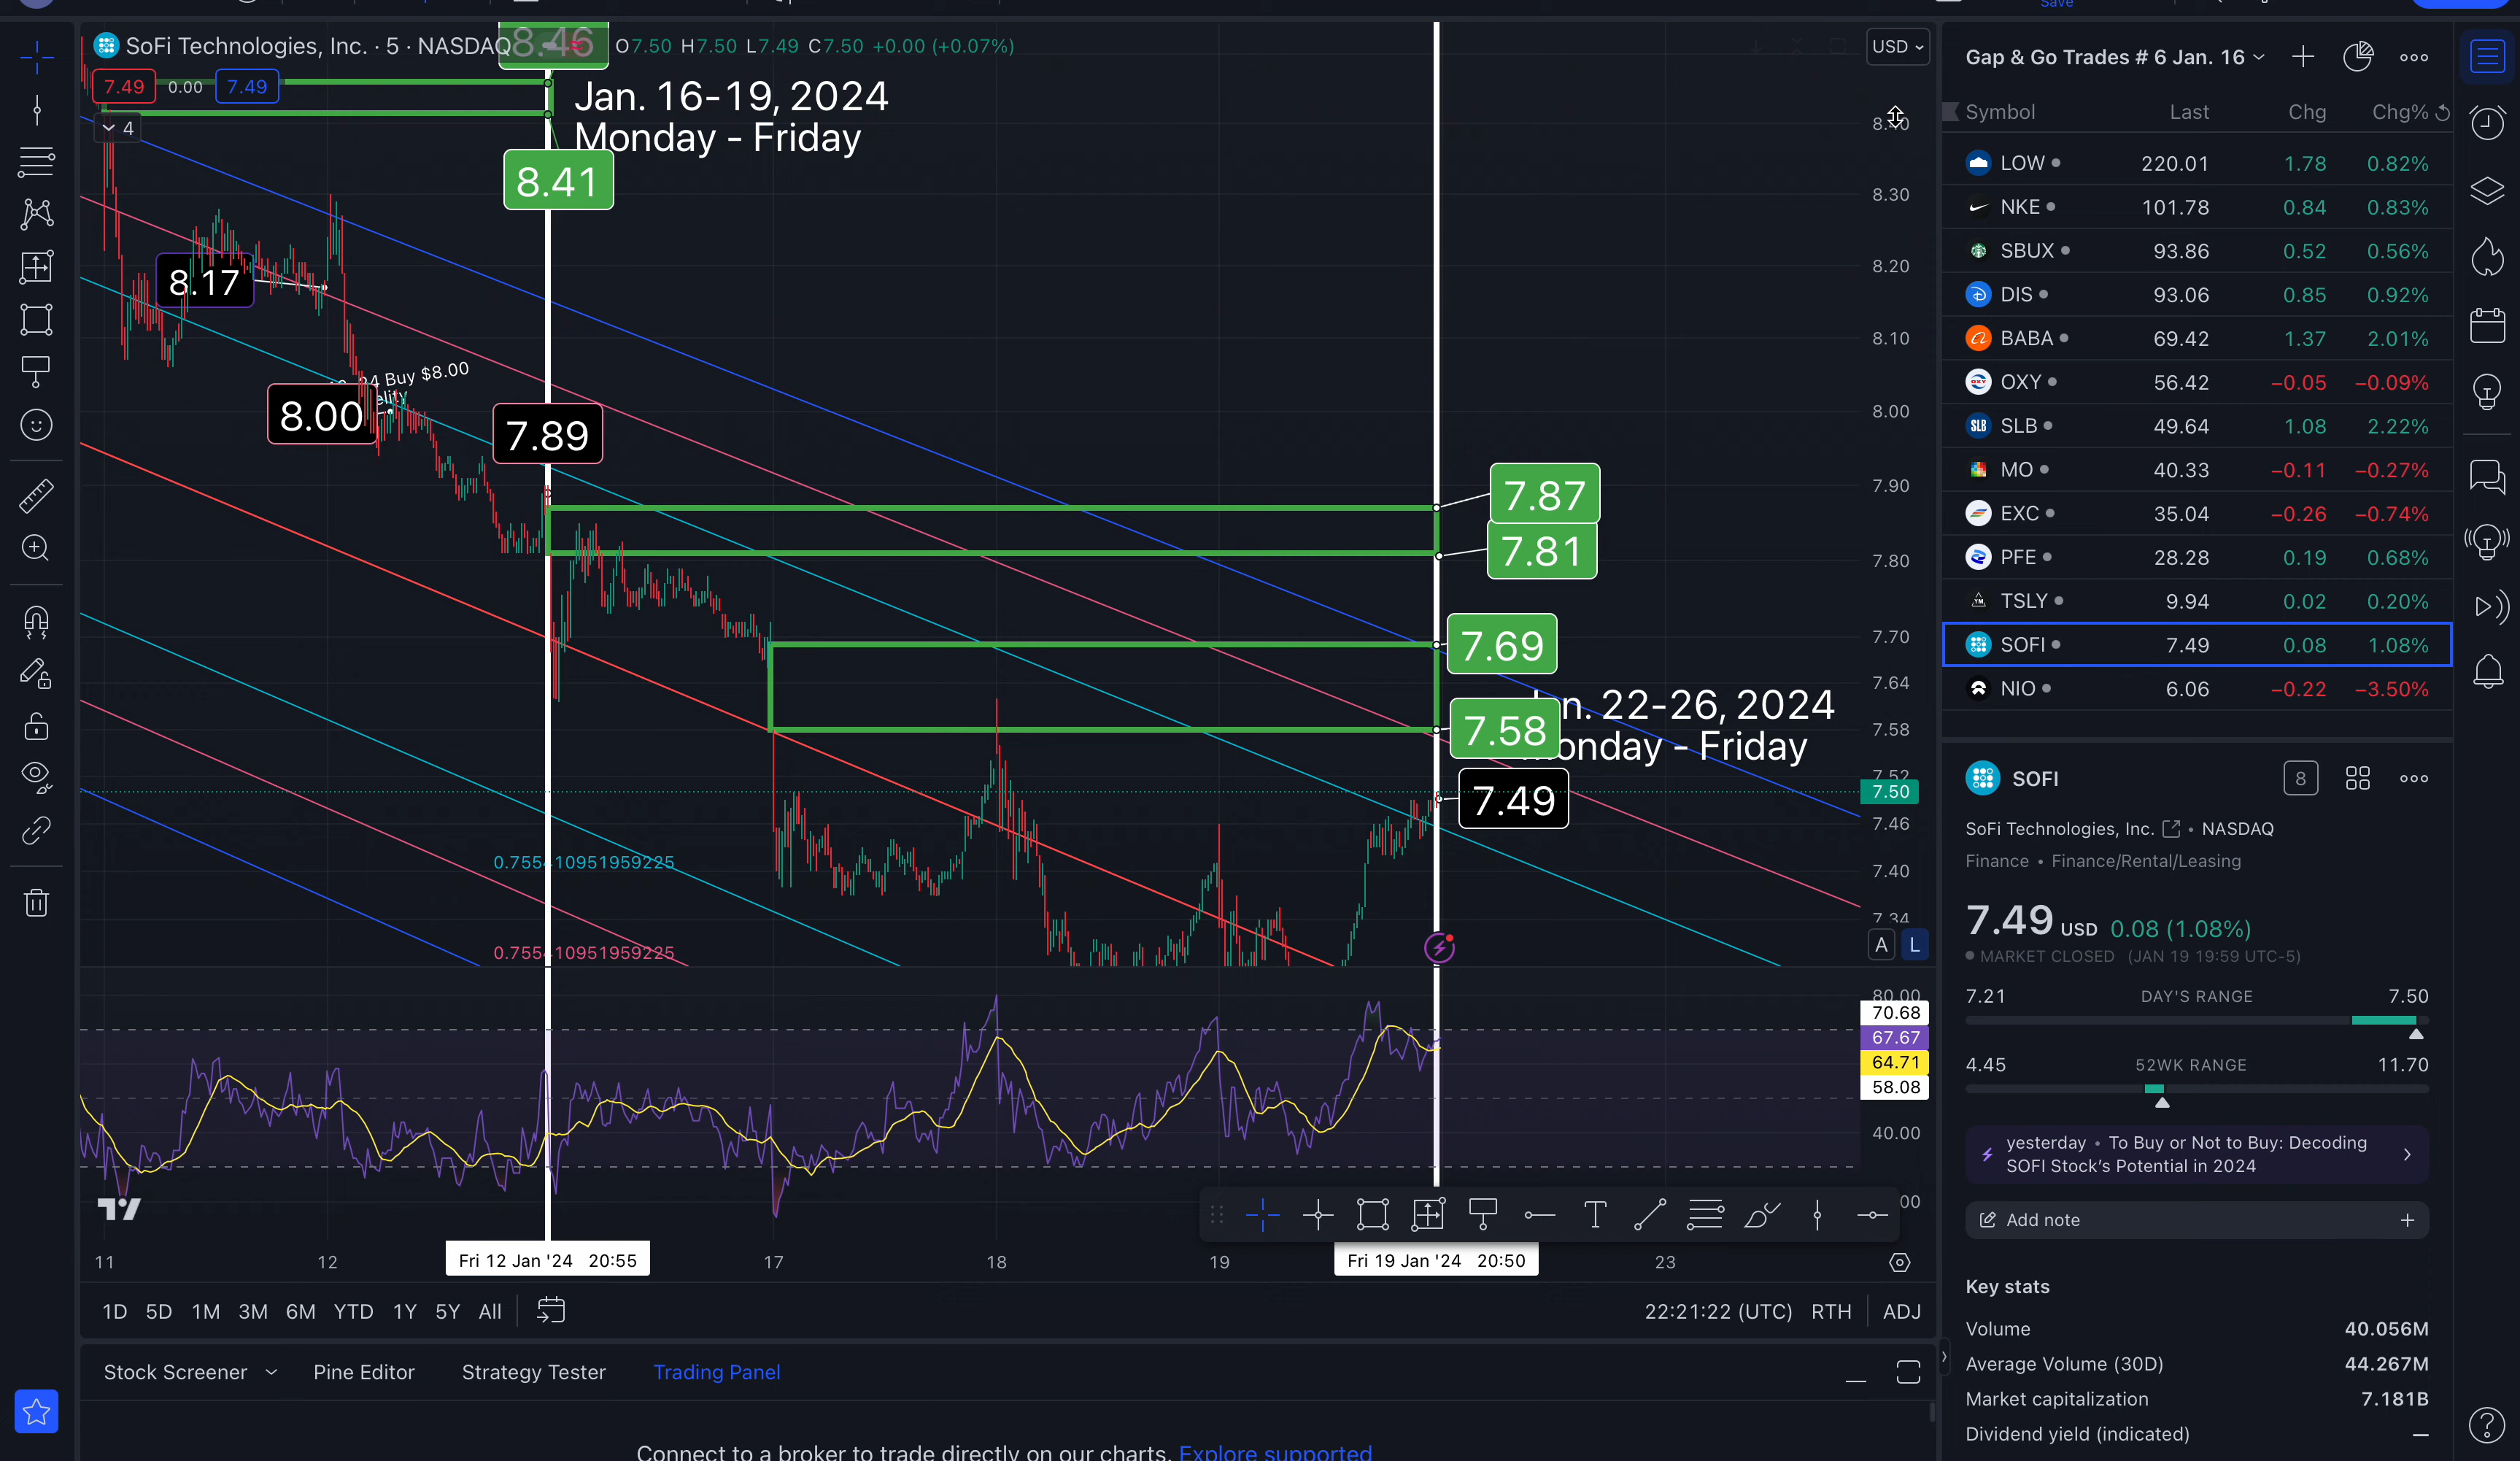 Save
SoFi Technologies, Inc. · 5 · NASDAQ
8.46
O7.50 H7.50 L7.49 C7.50 +0.00 (+0.07%)
USD
7.49 0.00 7.49
4
Jan. 16-19, 2024
Monday - Friday
8.41
8.17
Buy $8.00
8.00
7.89
7.87
7.81
7.69
7.58
22-26, 2024
Friday
7.49
0.755410951959225
0.755410951959225
8.40
8.30
8.20
8.10
8.00
7.90
7.80
7.70
7.64
7.58
7.52
7.50
7.46
7.40
7.34
A L
80.00
70.68
67.67
64.71
58.08
40.00
11
12
Fri 12 Jan '24 20:55
17
18
19
Fri 19 Jan '24 20:50
23
1D 5D 1M 3M 6M YTD 1Y 5Y All
22:21:22 (UTC) RTH ADJ
Stock Screener Pine Editor Strategy Tester Trading Panel
Connect to a broker to trade directly on our charts. Explore supported
Gap & Go Trades # 6 Jan. 16
Symbol Last Chg Chg%
LOW 220.01 1.78 0.82%
NKE 101.78 0.84 0.83%
SBUX 93.86 0.52 0.56%
DIS 93.06 0.85 0.92%
BABA 69.42 1.37 2.01%
OXY 56.42 −0.05 −0.09%
SLB 49.64 1.08 2.22%
MO 40.33 −0.11 −0.27%
EXC 35.04 −0.26 −0.74%
PFE 28.28 0.19 0.68%
TSLY 9.94 0.02 0.20%
SOFI 7.49 0.08 1.08%
NIO 6.06 −0.22 −3.50%
SOFI
8
SoFi Technologies, Inc. • NASDAQ
Finance • Finance/Rental/Leasing
7.49 USD 0.08 (1.08%)
MARKET CLOSED (JAN 19 19:59 UTC-5)
7.21 DAY'S RANGE 7.50
4.45 52WK RANGE 11.70
yesterday • To Buy or Not to Buy: Decoding
SOFI Stock's Potential in 2024
Add note
Key stats
Volume 40.056M
Average Volume (30D) 44.267M
Market capitalization 7.181B
Dividend yield (indicated) —